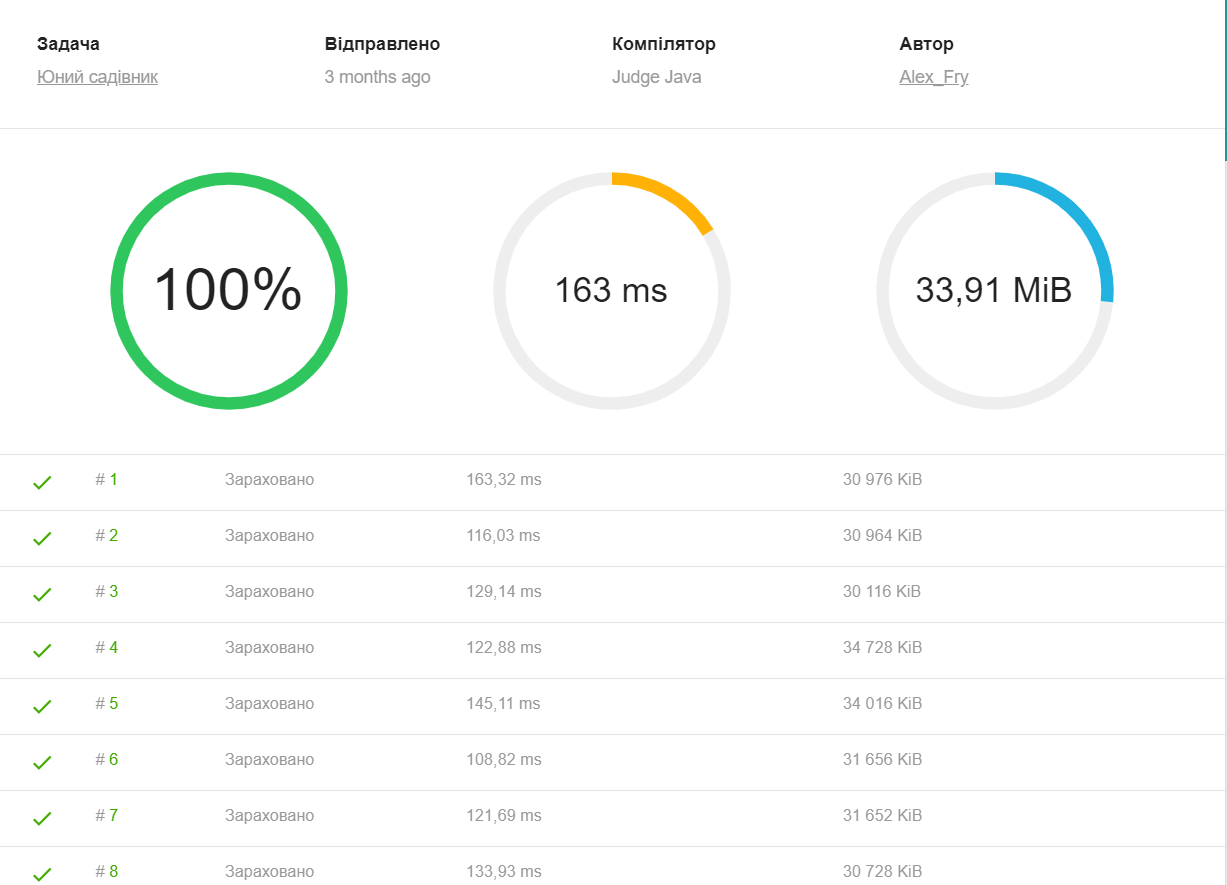 Задача Відправлено Компілятор Автор
Юний садівник 3 months ago Judge Java Alex_Fry
100% 163 ms 33,91 MiB
# 1 Зараховано 163,32 ms 30 976 KiB
# 2 Зараховано 116,03 ms 30 964 KiB
# 3 Зараховано 129,14 ms 30 116 KiB
# 4 Зараховано 122,88 ms 34 728 KiB
# 5 Зараховано 145,11 ms 34 016 KiB
# 6 Зараховано 108,82 ms 31 656 KiB
# 7 Зараховано 121,69 ms 31 652 KiB
# 8 Зараховано 133,93 ms 30 728 KiB